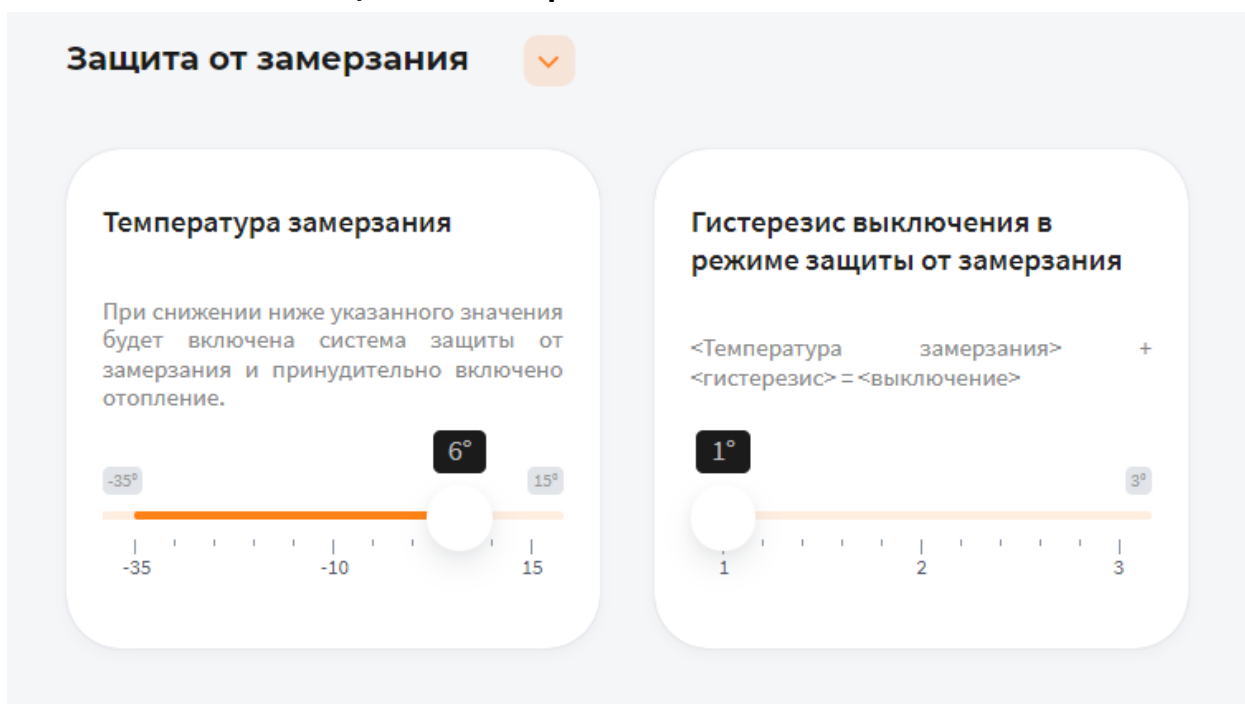 Защита от замерзания
Температура замерзания
При снижении ниже указанного значения
будет включена система защиты от
замерзания и принудительно включено
отопление.
6°
-35°
15°
-35
-10
15
Гистерезис выключения в
режиме защиты от замерзания
<Температура замерзания> +
<гистерезис> = <выключение>
1°
3°
1
2
3